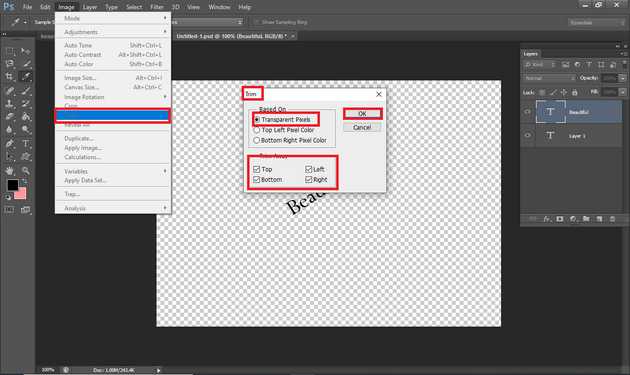 Ps File Edit Image Layer Type Select Filter 3D View Window Help
Show Sampling Ring
Essentials
Untitled-1.psd @ 100% (Beautiful, RGB/8) *
Mode
Adjustments
Auto Tone Shift+Ctrl+L
Auto Contrast Alt+Shift+Ctrl+L
Auto Color Shift+Ctrl+B
Image Size... Alt+Ctrl+I
Canvas Size... Alt+Ctrl+C
Image Rotation
Crop
Reveal All
Duplicate...
Apply Image...
Calculations...
Variables
Apply Data Set...
Trap...
Analysis
Trim
Based On
Transparent Pixels
Top Left Pixel Color
Bottom Right Pixel Color
OK
Cancel
Trim Away
Top Left
Bottom Right
Layers
Kind
Normal Opacity: 100%
Lock: Fill: 100%
Beautiful
Layer 1
100% Doc: 1.00M/243.4K